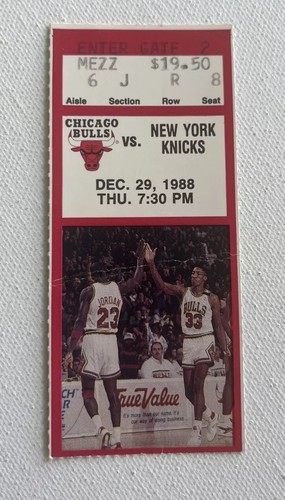 ENTER GATE 2
MEZZ $19.50
6 J R 8
Aisle Section Row Seat
CHICAGO
BULLS
VS.
NEW YORK
KNICKS
DEC. 29, 1988
THU. 7:30 PM
JORDAN
23
BULLS
33
True Value